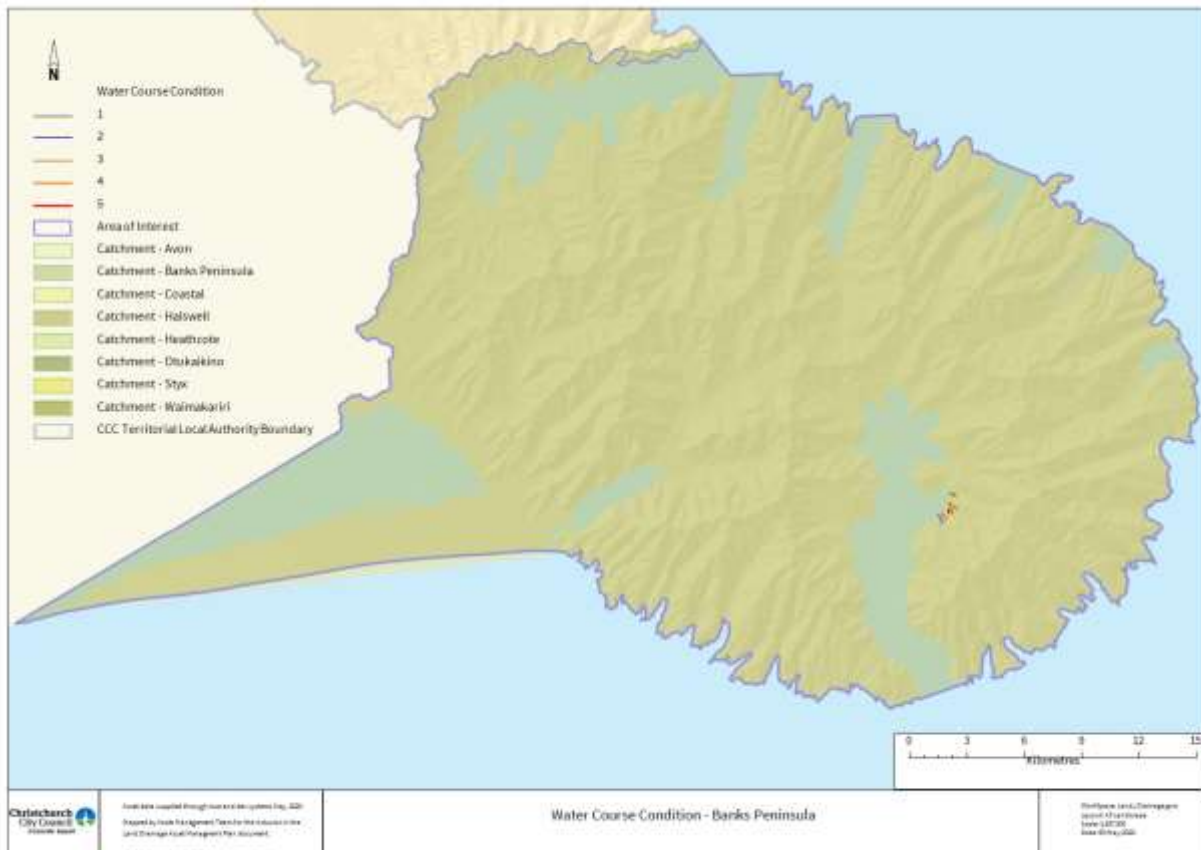 N
Water Course Condition
1
2
3
4
5
Area of Interest
Catchment - Avon
Catchment - Banks Peninsula
Catchment - Coastal
Catchment - Halswell
Catchment - Heathcote
Catchment - Otukaikino
Catchment - Styx
Catchment - Waimakariri
CCC Territorial Local Authority Boundary
0 3 6 9 12 15
Kilometres
Christchurch
City Council
Water Course Condition - Banks Peninsula